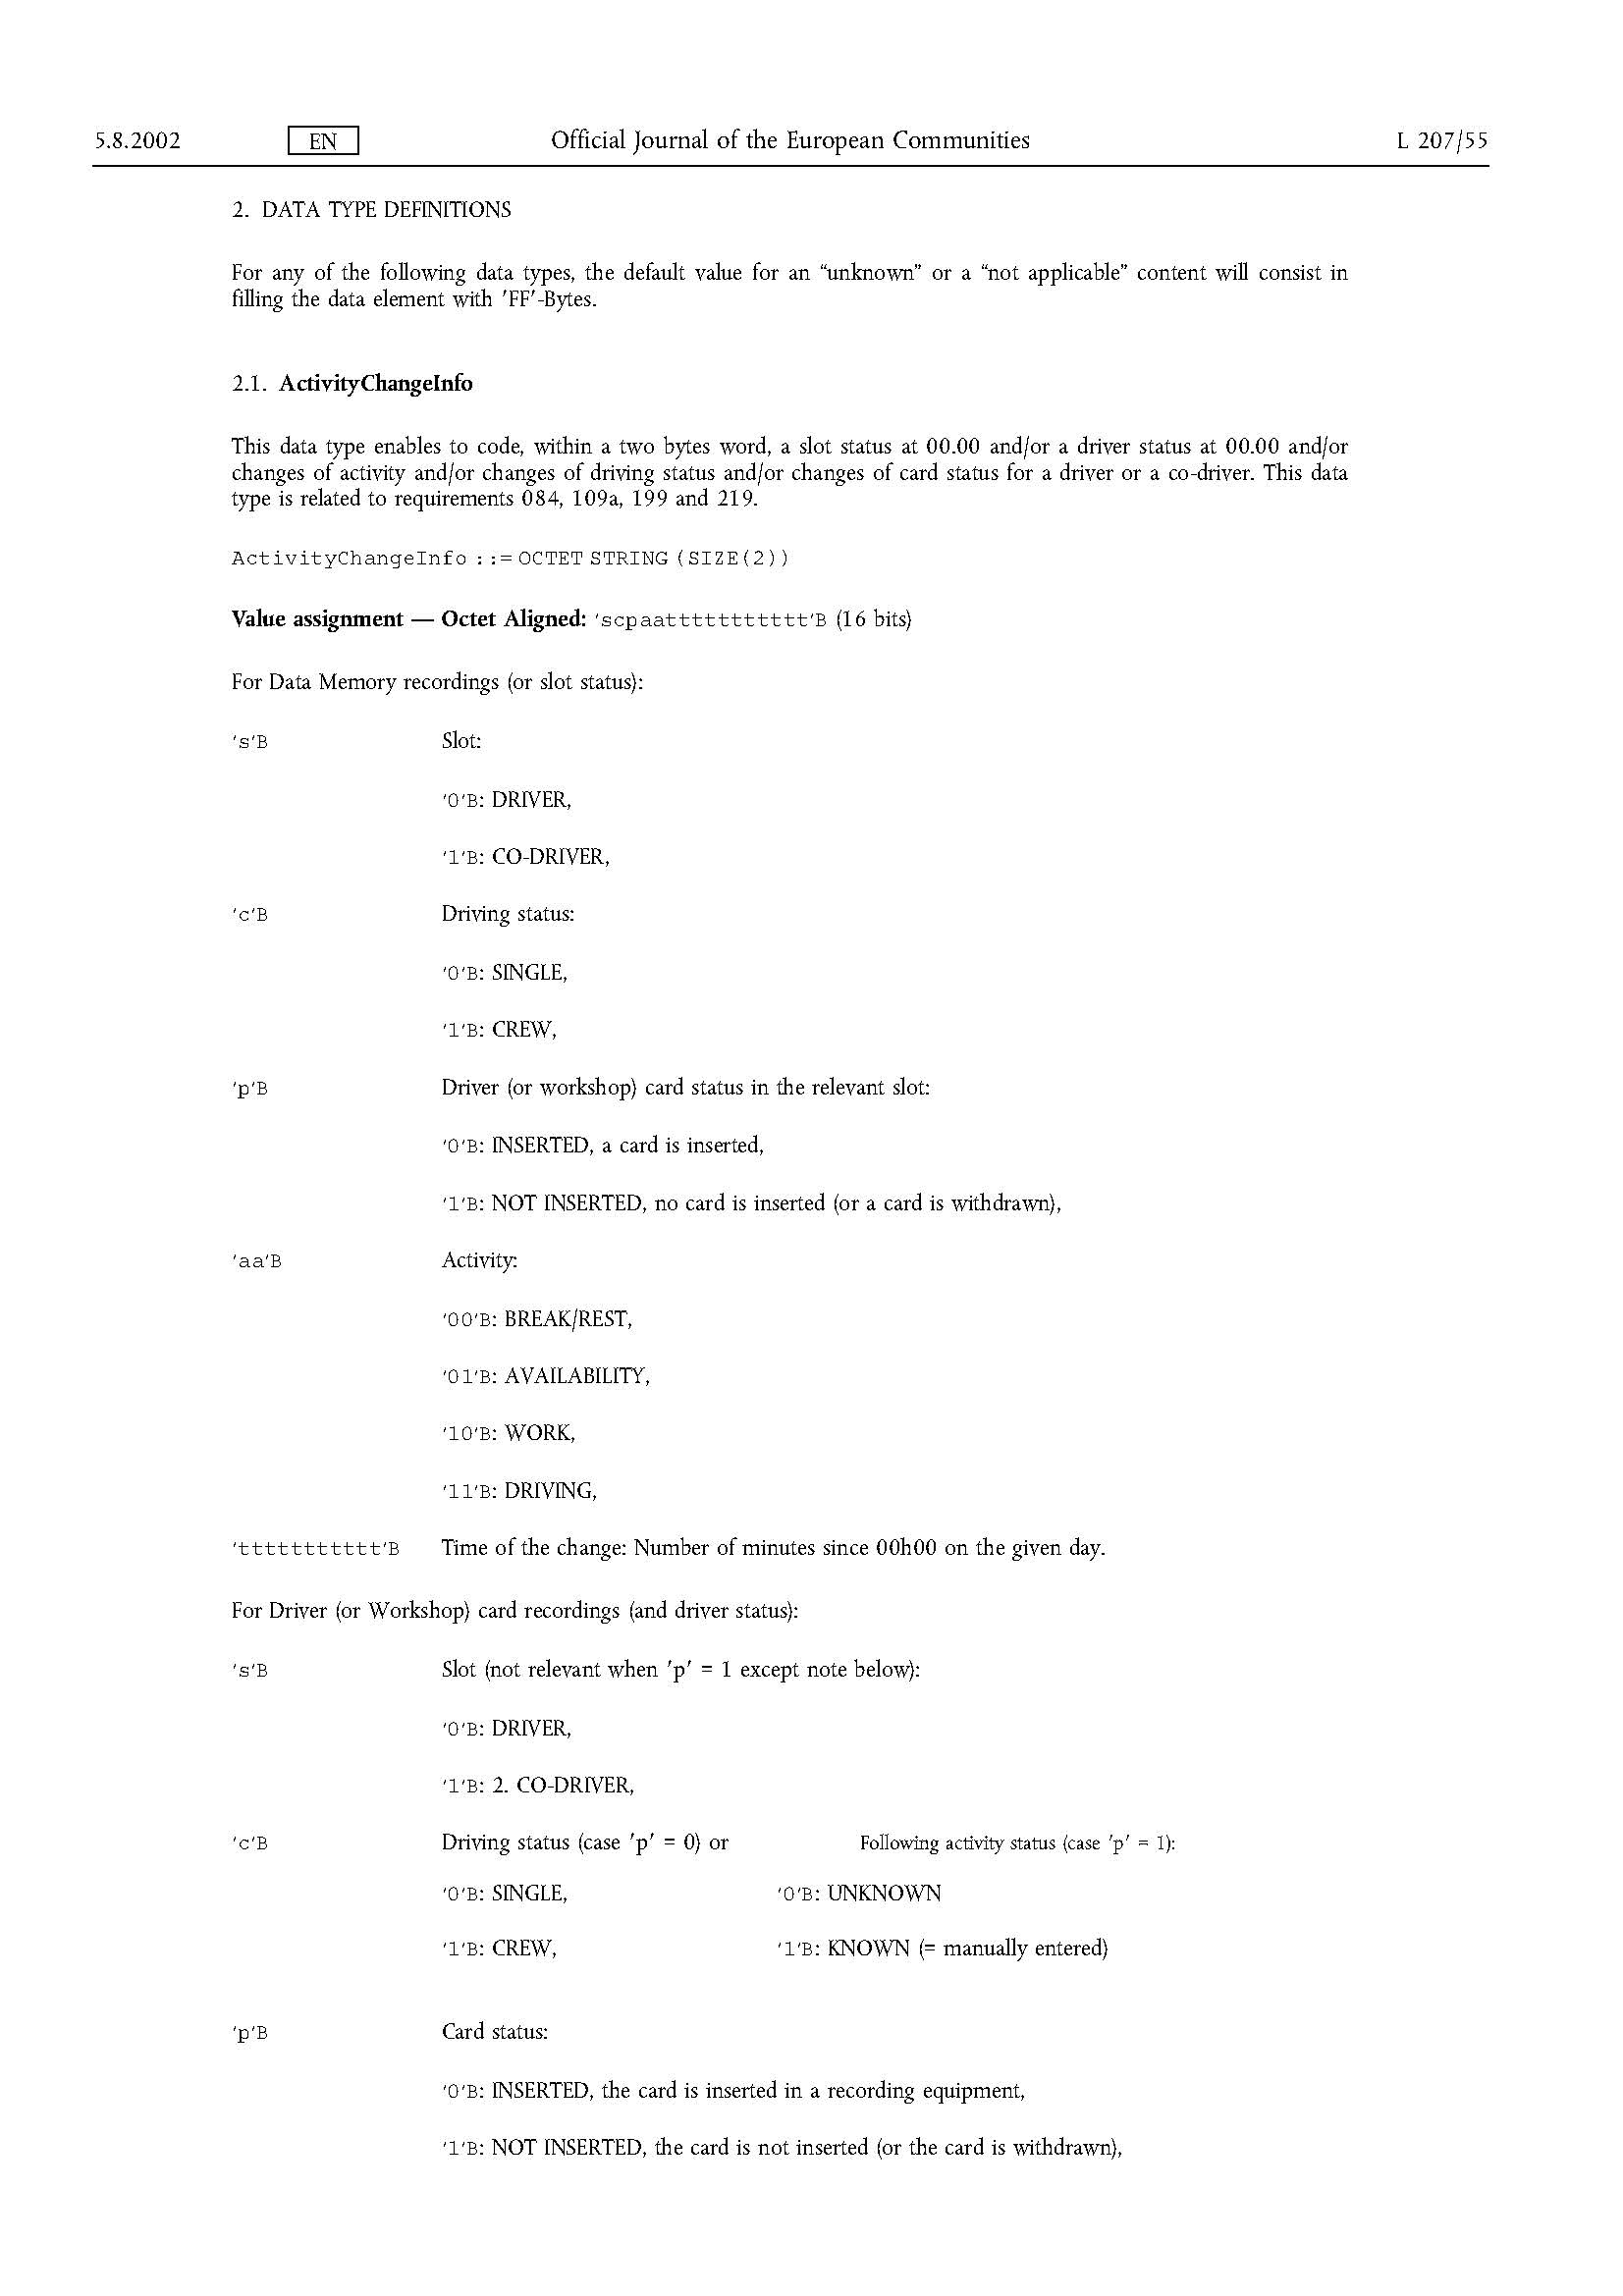 5.8.2002 EN Official Journal of the European Communities L 207/55
2. DATA TYPE DEFINITIONS
For any of the following data types, the default value for an “unknown” or a “not applicable” content will consist in
filling the data element with 'FF'-Bytes.
2.1. ActivityChangeInfo
This data type enables to code, within a two bytes word, a slot status at 00.00 and/or a driver status at 00.00 and/or
changes of activity and/or changes of driving status and/or changes of card status for a driver or a co-driver. This data
type is related to requirements 084, 109a, 199 and 219.
ActivityChangeInfo ::= OCTET STRING (SIZE(2))
Value assignment — Octet Aligned: 'scpaattttttttttt'B (16 bits)
For Data Memory recordings (or slot status):
's'B Slot:
'0'B: DRIVER,
'1'B: CO-DRIVER,
'c'B Driving status:
'0'B: SINGLE,
'1'B: CREW,
'p'B Driver (or workshop) card status in the relevant slot:
'0'B: INSERTED, a card is inserted,
'1'B: NOT INSERTED, no card is inserted (or a card is withdrawn),
'aa'B Activity:
'00'B: BREAK/REST,
'01'B: AVAILABILITY,
'10'B: WORK,
'11'B: DRIVING,
'ttttttttttt'B Time of the change: Number of minutes since 00h00 on the given day.
For Driver (or Workshop) card recordings (and driver status):
's'B Slot (not relevant when 'p' = 1 except note below):
'0'B: DRIVER,
'1'B: 2. CO-DRIVER,
'c'B Driving status (case 'p' = 0) or Following activity status (case 'p' = 1):
'0'B: SINGLE, '0'B: UNKNOWN
'1'B: CREW, '1'B: KNOWN (= manually entered)
'p'B Card status:
'0'B: INSERTED, the card is inserted in a recording equipment,
'1'B: NOT INSERTED, the card is not inserted (or the card is withdrawn),